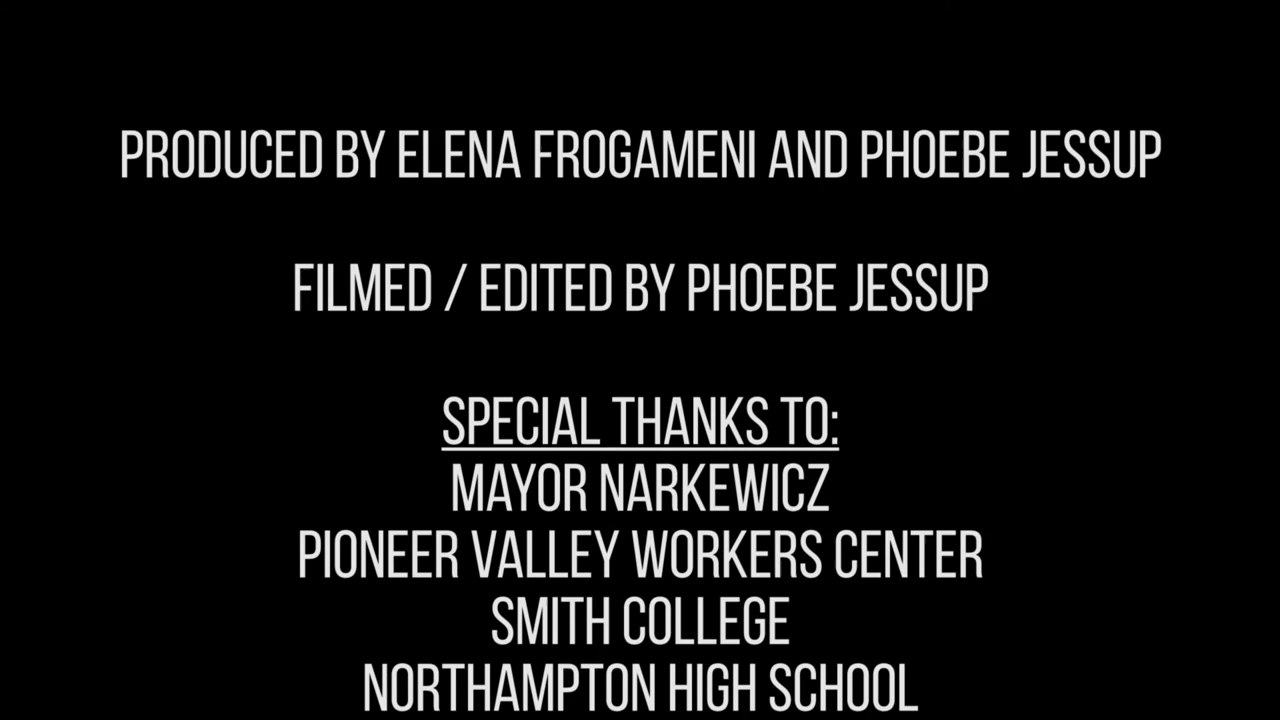 PRODUCED BY ELENA FROGAMENI AND PHOEBE JESSUP
FILMED / EDITED BY PHOEBE JESSUP
SPECIAL THANKS TO:
MAYOR NARKEWICZ
PIONEER VALLEY WORKERS CENTER
SMITH COLLEGE
NORTHAMPTON HIGH SCHOOL